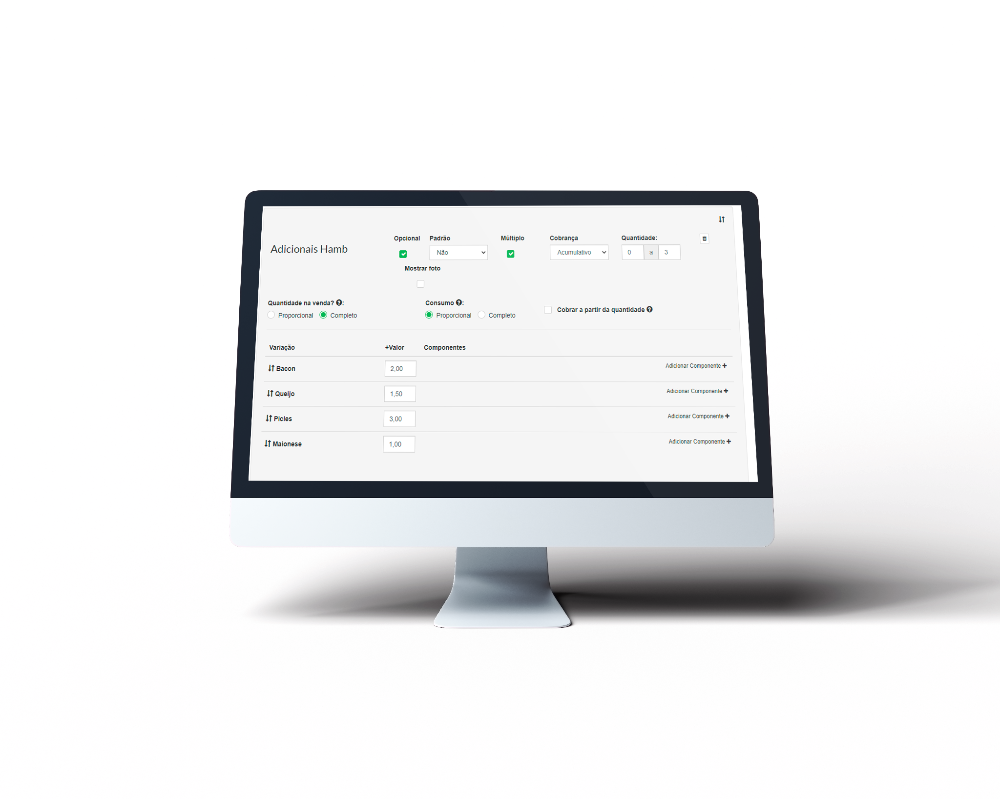 Adicionais Hamb
Opcional Padrão Múltiplo Cobrança Quantidade:
Não Acumulativo 0 a 3
Mostrar foto
Quantidade na venda? ?: Consumo ?: Cobrar a partir da quantidade ?
Proporcional Completo Proporcional Completo
Variação +Valor Componentes
Bacon 2,00 Adicionar Componente +
Queijo 1,50 Adicionar Componente +
Picles 3,00 Adicionar Componente +
Maionese 1,00 Adicionar Componente +